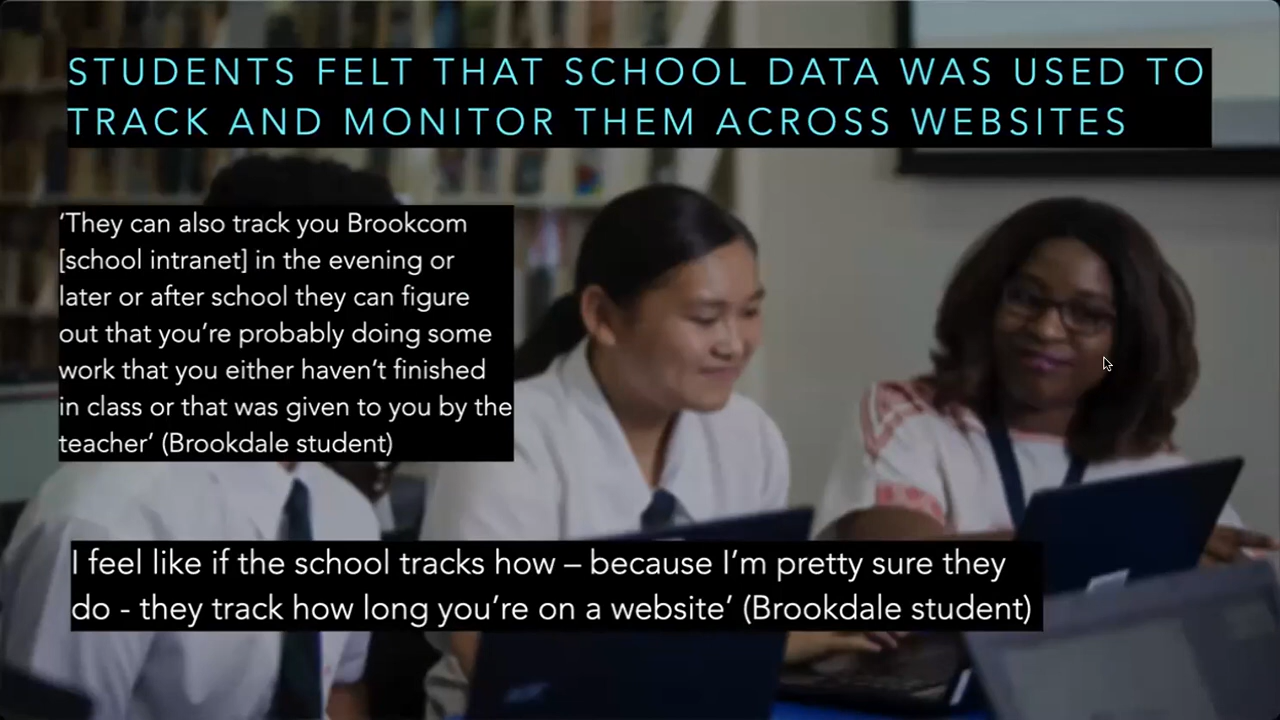 STUDENTS FELT THAT SCHOOL DATA WAS USED TO
TRACK AND MONITOR THEM ACROSS WEBSITES
‘They can also track you Brookcom
[school intranet] in the evening or
later or after school they can figure
out that you’re probably doing some
work that you either haven’t finished
in class or that was given to you by the
teacher’ (Brookdale student)
I feel like if the school tracks how – because I’m pretty sure they
do - they track how long you’re on a website’ (Brookdale student)